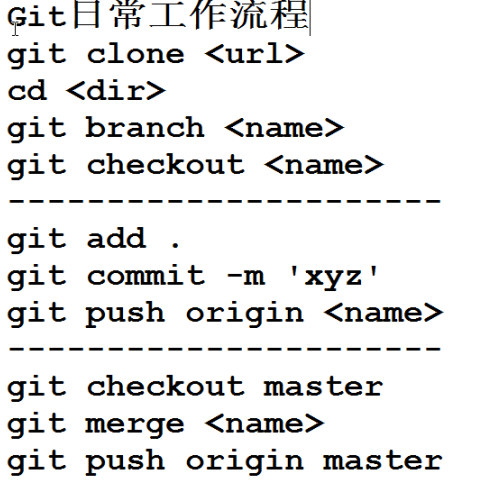 Git日常工作流程
git clone <url>
cd <dir>
git branch <name>
git checkout <name>
----------------------
git add .
git commit -m 'xyz'
git push origin <name>
----------------------
git checkout master
git merge <name>
git push origin master